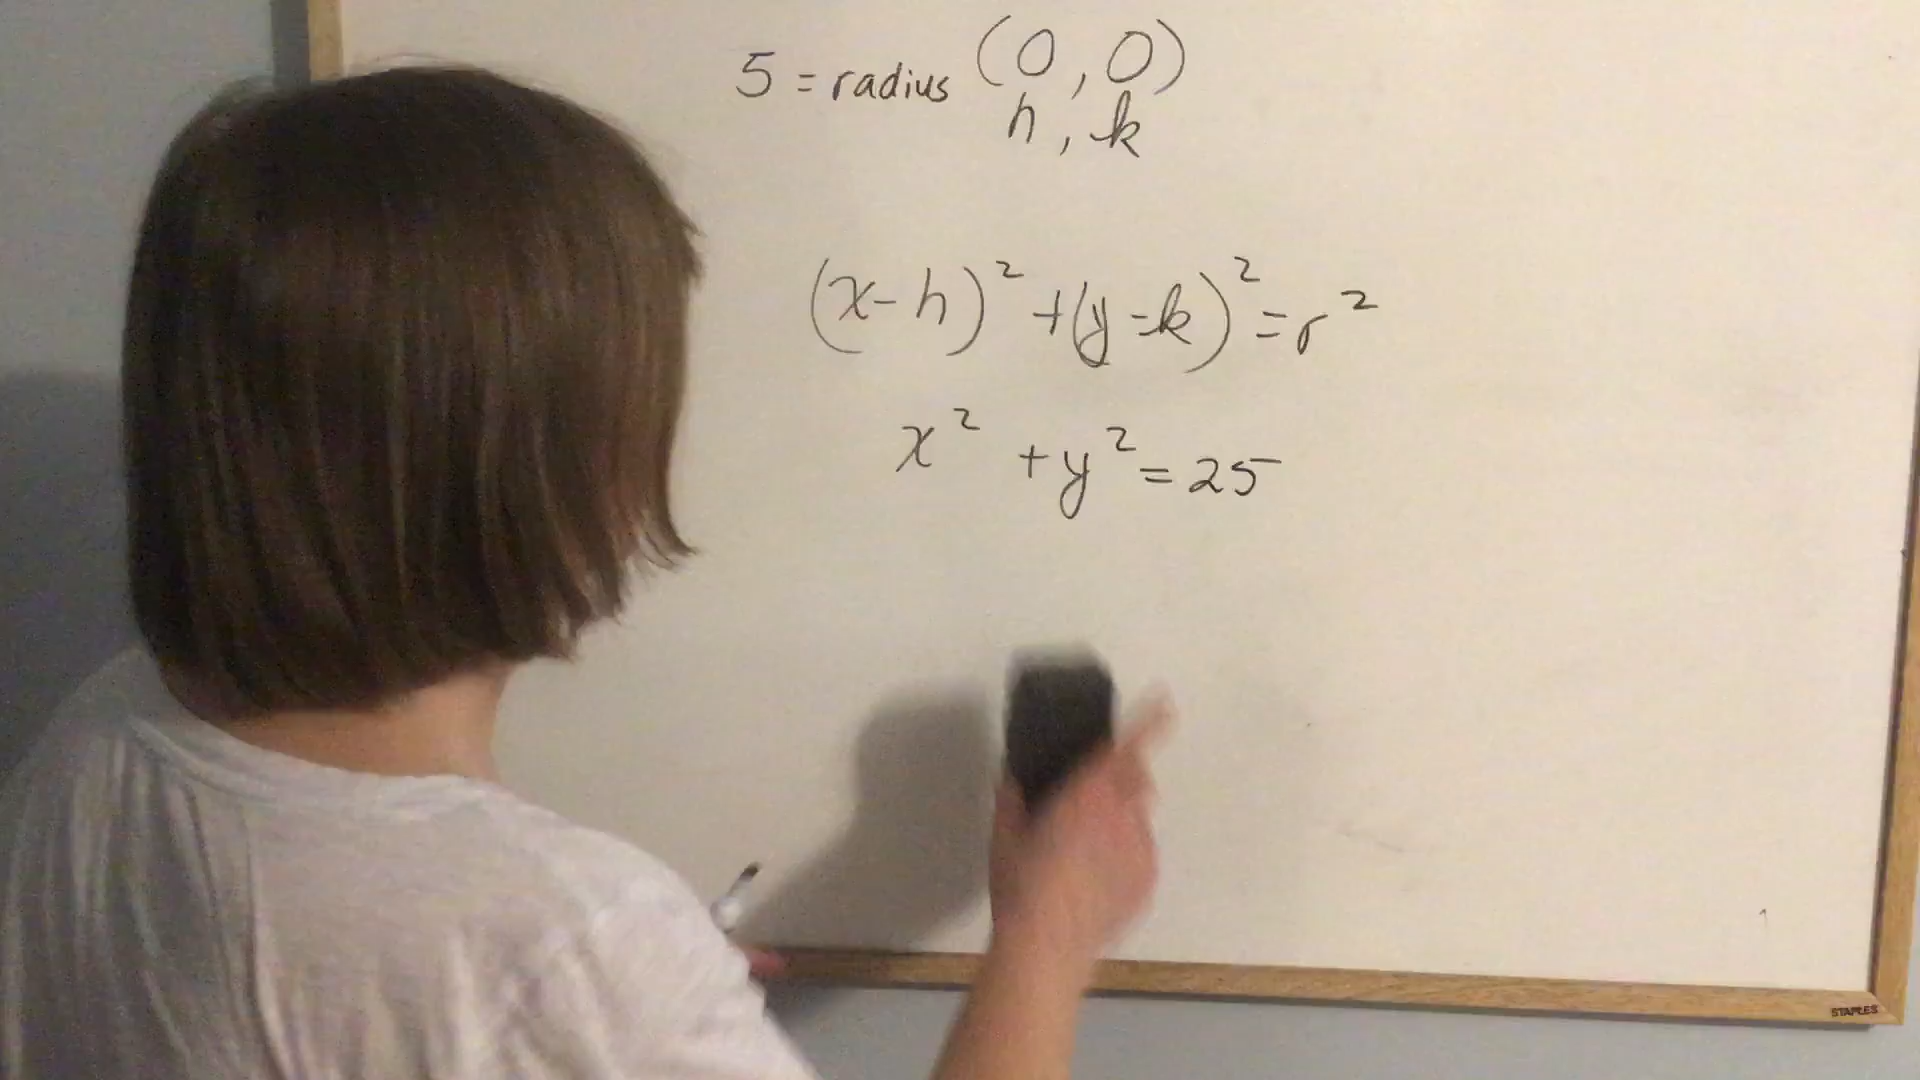 5 = radius (0, 0)
h, k
(x-h)² + (y-k)² = r²
x² + y² = 25
STAPLES